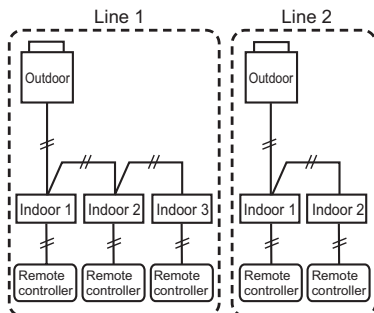 Line 1
Line 2
Outdoor
Outdoor
Indoor 1
Indoor 2
Indoor 3
Indoor 1
Indoor 2
Remote
controller
Remote
controller
Remote
controller
Remote
controller
Remote
controller